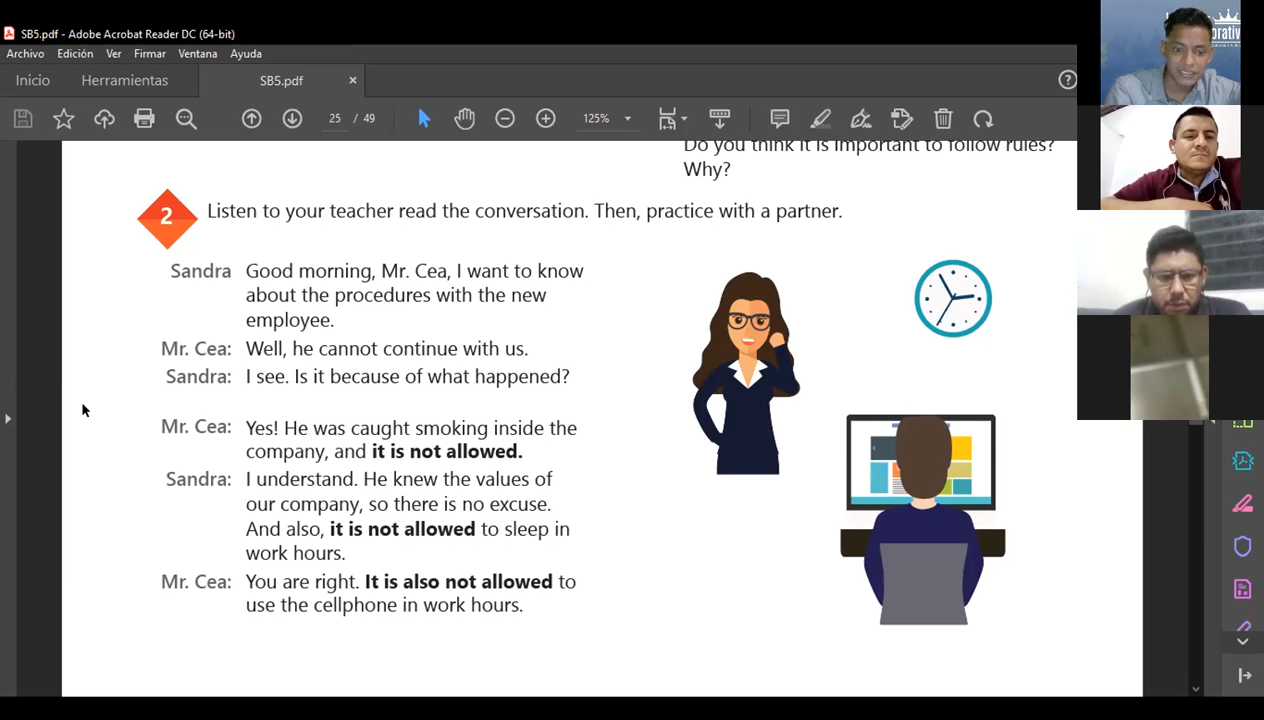 SB5.pdf - Adobe Acrobat Reader DC (64-bit)
Archivo Edición Ver Firmar Ventana Ayuda
Inicio Herramientas SB5.pdf ×
25 / 49 125%
Do you think it is important to follow rules?
Why?
2 Listen to your teacher read the conversation. Then, practice with a partner.
Sandra Good morning, Mr. Cea, I want to know
about the procedures with the new
employee.
Mr. Cea: Well, he cannot continue with us.
Sandra: I see. Is it because of what happened?
Mr. Cea: Yes! He was caught smoking inside the
company, and it is not allowed.
Sandra: I understand. He knew the values of
our company, so there is no excuse.
And also, it is not allowed to sleep in
work hours.
Mr. Cea: You are right. It is also not allowed to
use the cellphone in work hours.